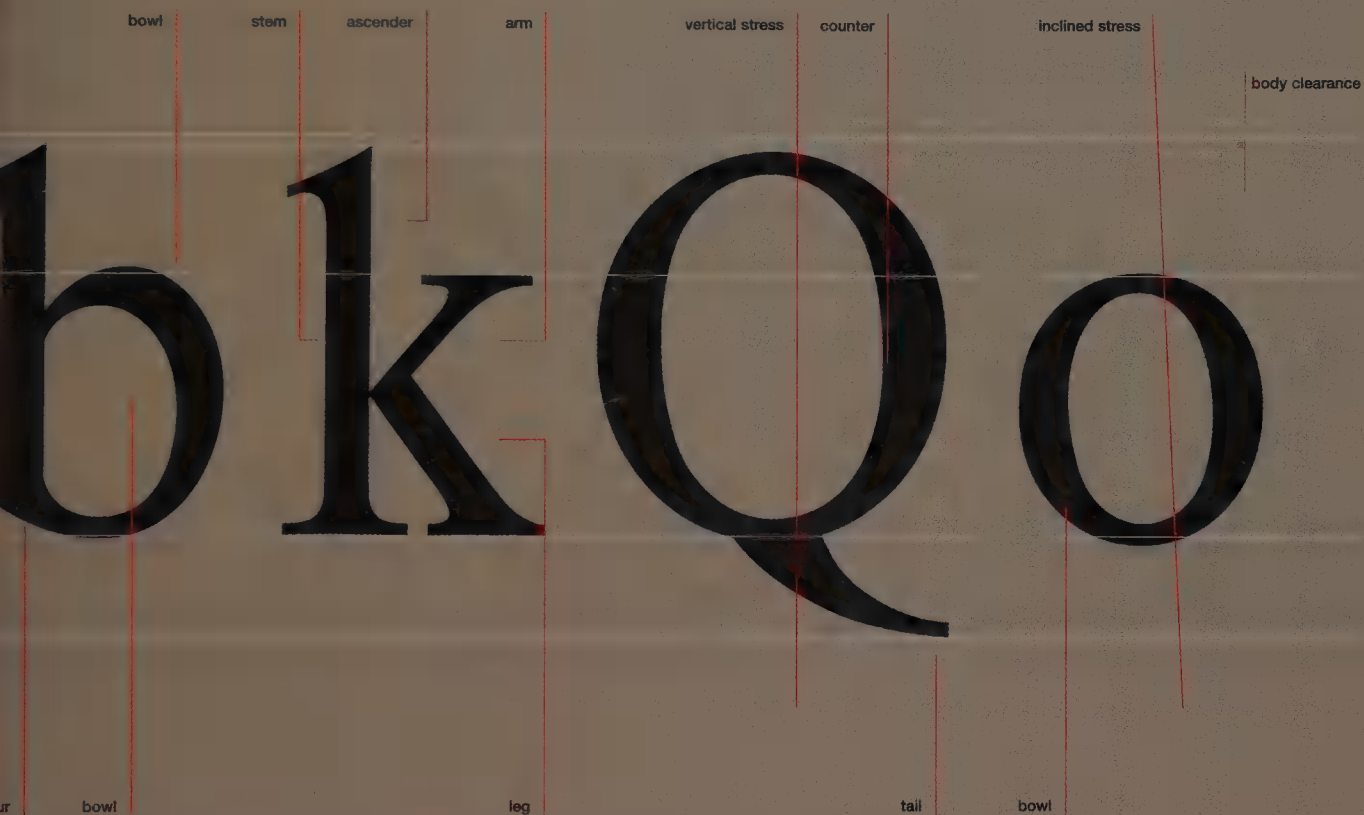 bowl
stem
ascender
arm
vertical stress
counter
inclined stress
body clearance
bkQo
bowl
leg
tail
bowl